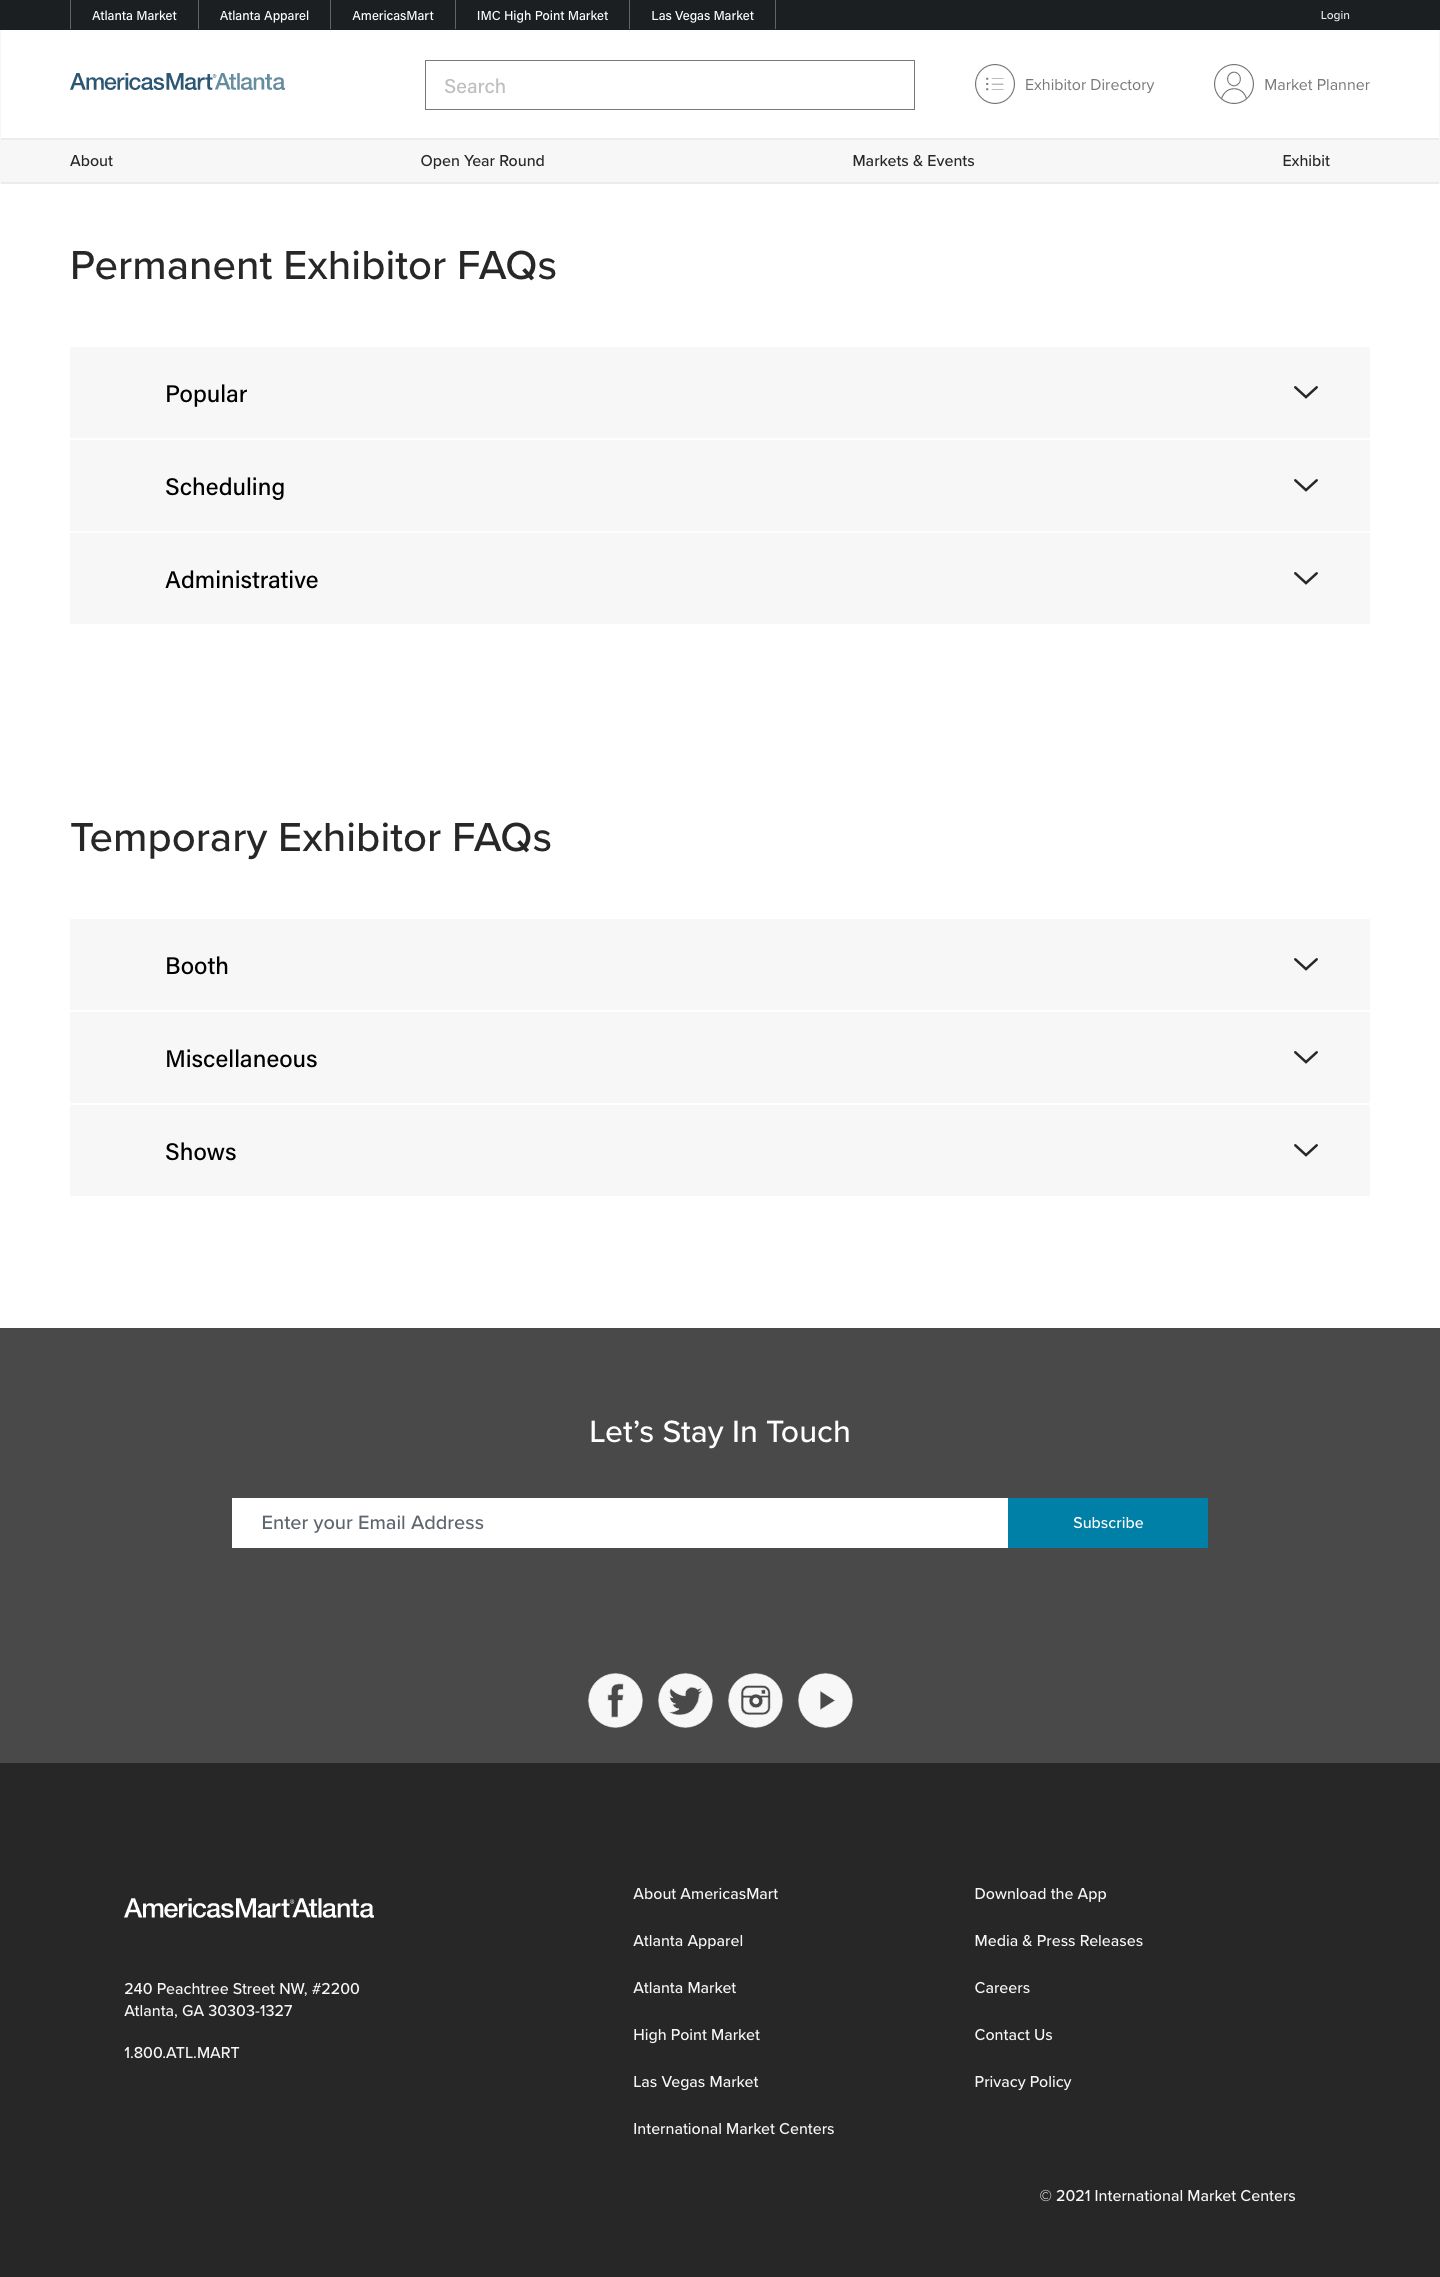 Atlanta Market
Atlanta Apparel
AmericasMart
IMC High Point Market
Las Vegas Market
Login
AmericasMart®Atlanta
Search
Exhibitor Directory
Market Planner
About
Open Year Round
Markets & Events
Exhibit
Permanent Exhibitor FAQs
Popular
Scheduling
Administrative
Temporary Exhibitor FAQs
Booth
Miscellaneous
Shows
Let’s Stay In Touch
Enter your Email Address
Subscribe
AmericasMart®Atlanta
240 Peachtree Street NW, #2200
Atlanta, GA 30303-1327
1.800.ATL.MART
About AmericasMart
Atlanta Apparel
Atlanta Market
High Point Market
Las Vegas Market
International Market Centers
Download the App
Media & Press Releases
Careers
Contact Us
Privacy Policy
© 2021 International Market Centers